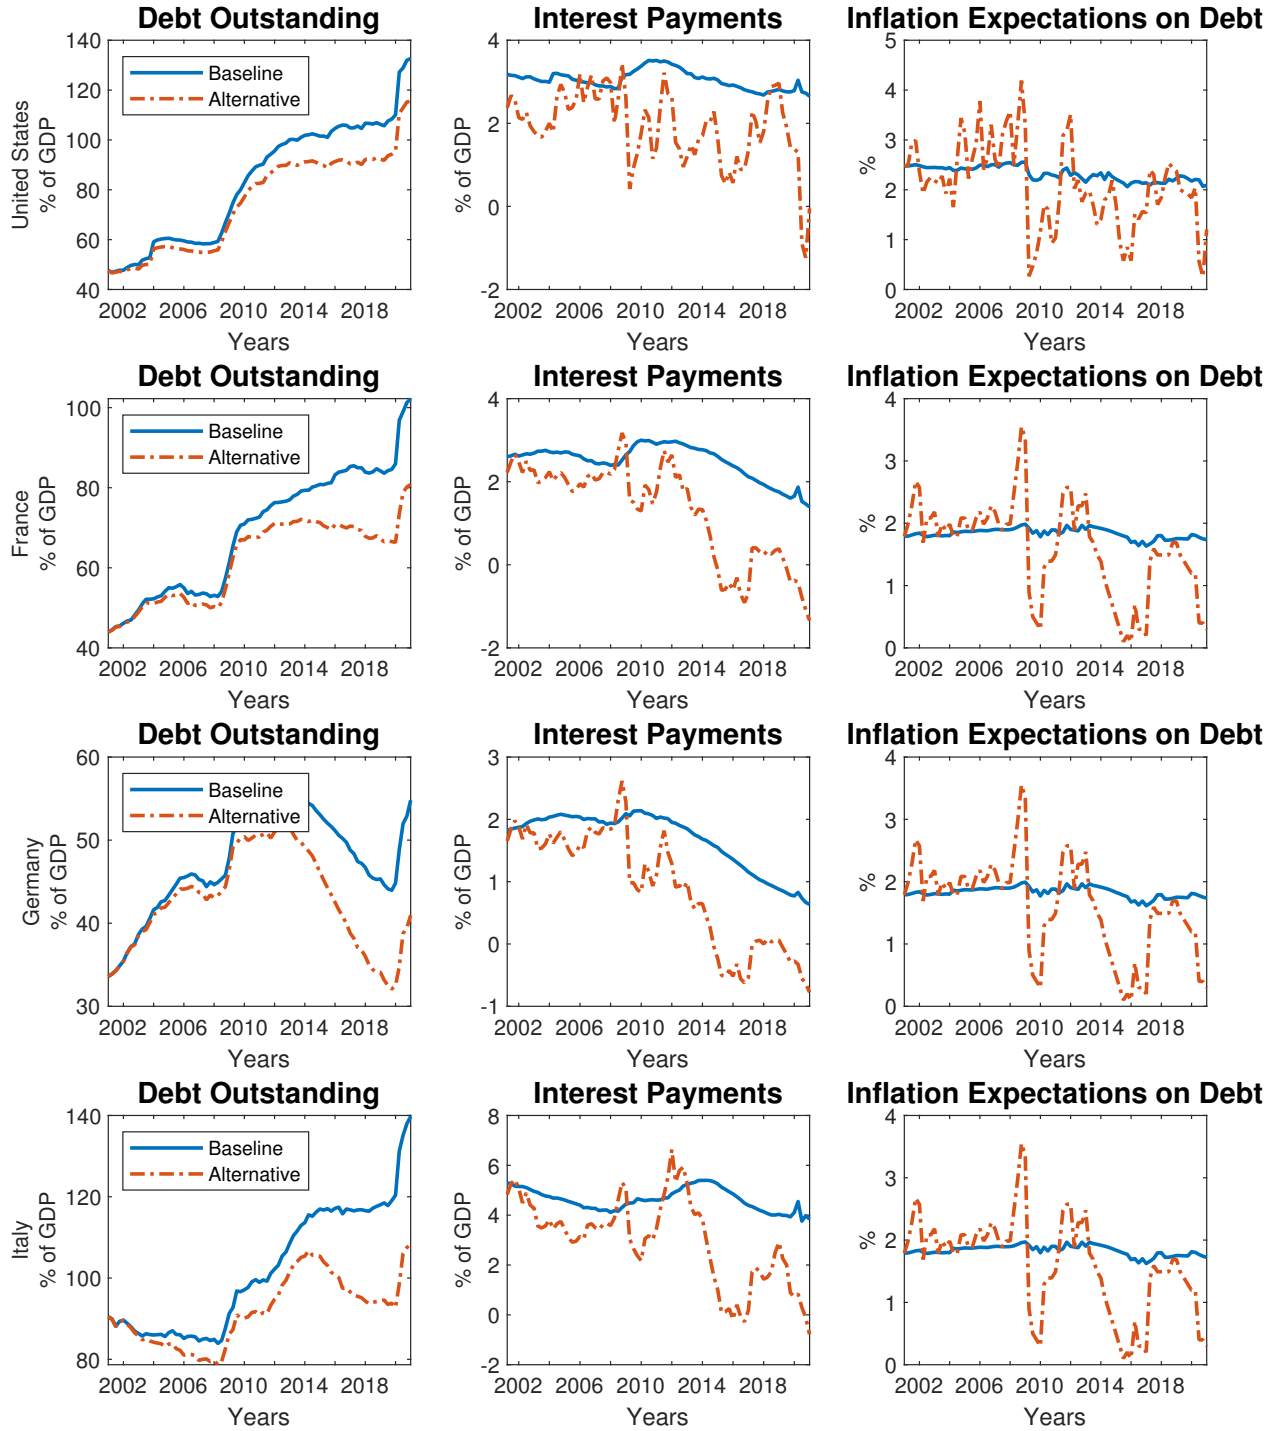 Debt Outstanding
Interest Payments
Inflation Expectations on Debt
United States
% of GDP
140
120
100
80
60
40
Baseline
Alternative
2002 2006 2010 2014 2018
Years
% of GDP
4
2
0
-2
2002 2006 2010 2014 2018
Years
%
5
4
3
2
1
0
2002 2006 2010 2014 2018
Years
Debt Outstanding
Interest Payments
Inflation Expectations on Debt
France
% of GDP
100
80
60
40
Baseline
Alternative
2002 2006 2010 2014 2018
Years
% of GDP
4
2
0
-2
2002 2006 2010 2014 2018
Years
%
4
3
2
1
0
2002 2006 2010 2014 2018
Years
Debt Outstanding
Interest Payments
Inflation Expectations on Debt
Germany
% of GDP
60
50
40
30
Baseline
Alternative
2002 2006 2010 2014 2018
Years
% of GDP
3
2
1
0
-1
2002 2006 2010 2014 2018
Years
%
4
3
2
1
0
2002 2006 2010 2014 2018
Years
Debt Outstanding
Interest Payments
Inflation Expectations on Debt
Italy
% of GDP
140
120
100
80
Baseline
Alternative
2002 2006 2010 2014 2018
Years
% of GDP
8
6
4
2
0
-2
2002 2006 2010 2014 2018
Years
%
4
3
2
1
0
2002 2006 2010 2014 2018
Years